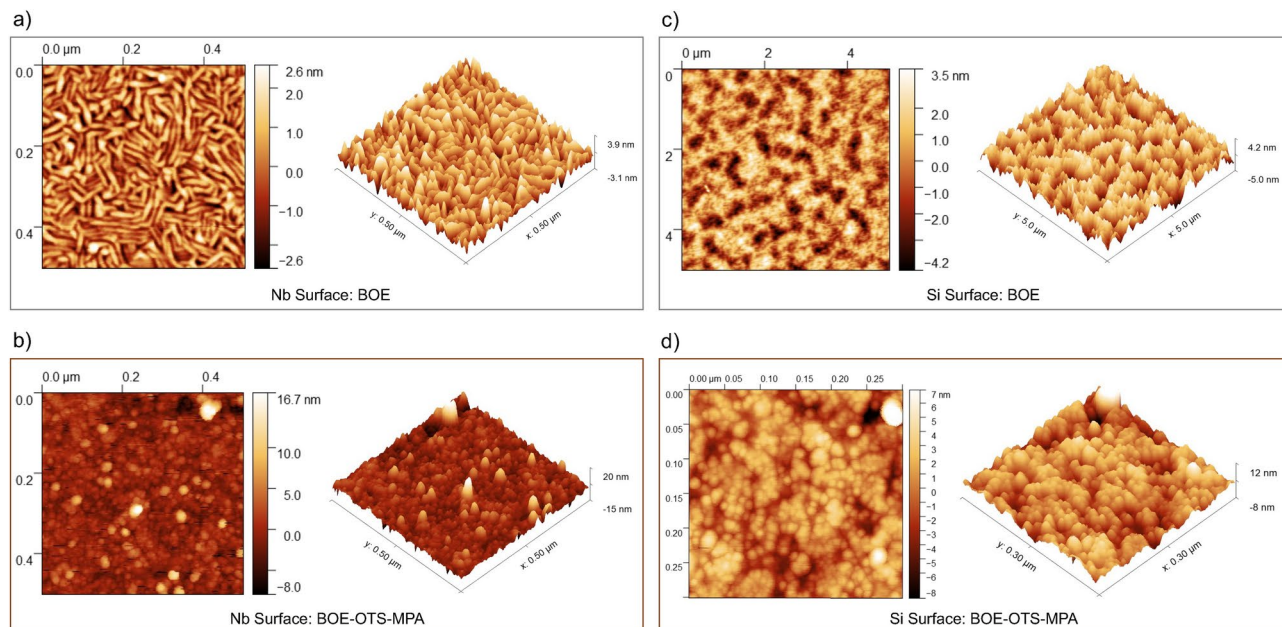 a)
0.0 µm 0.2 0.4
0.0
0.2
0.4
2.6 nm
2.0
1.0
0.0
−1.0
−2.6
3.9 nm
-3.1 nm
y: 0.50 µm
x: 0.50 µm
Nb Surface: BOE
c)
0 µm 2 4
0
2
4
3.5 nm
2.0
1.0
0.0
−1.0
−2.0
−4.2
4.2 nm
-5.0 nm
y: 5.0 µm
x: 5.0 µm
Si Surface: BOE
b)
0.0 µm 0.2 0.4
0.0
0.2
0.4
16.7 nm
10.0
5.0
0.0
−8.0
20 nm
-15 nm
y: 0.50 µm
x: 0.50 µm
Nb Surface: BOE-OTS-MPA
d)
0.00 µm 0.05 0.10 0.15 0.20 0.25
0.00
0.05
0.10
0.15
0.20
0.25
7 nm
6
5
4
3
2
1
0
−1
−2
−3
−4
−5
−6
−7
−8
12 nm
-8 nm
y: 0.30 µm
x: 0.30 µm
Si Surface: BOE-OTS-MPA